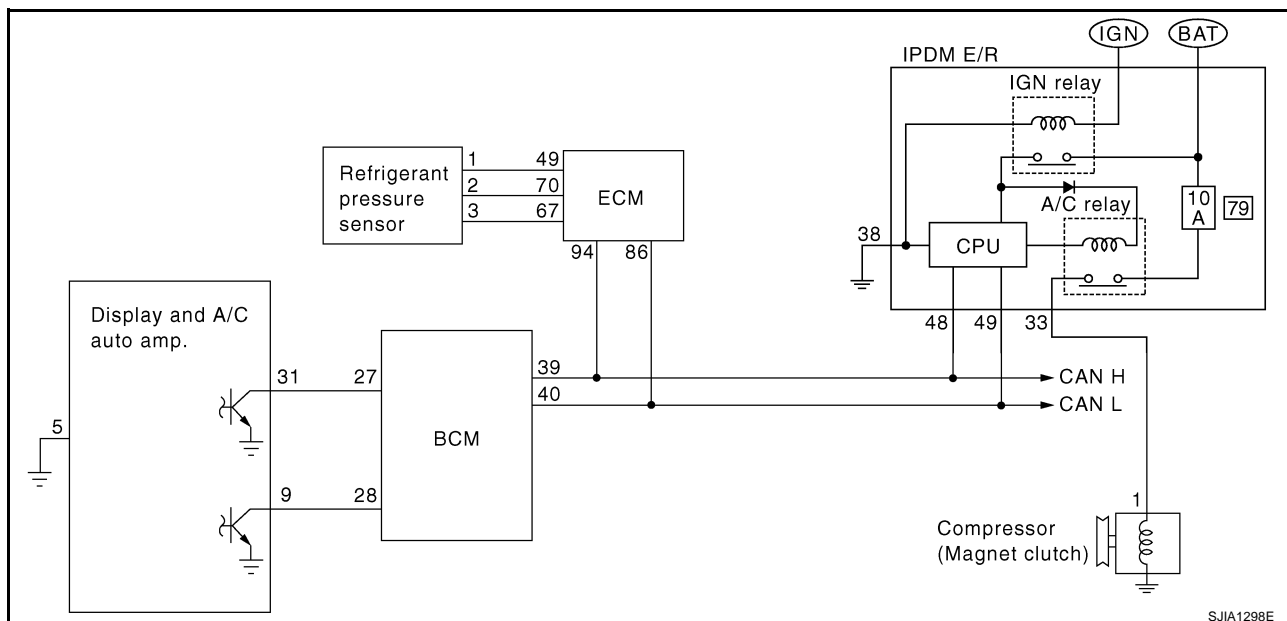 IGN
BAT
IPDM E/R
IGN relay
A/C relay
10
A
79
38
CPU
48
49
33
Refrigerant
pressure
sensor
1
2
3
49
70
67
ECM
94
86
Display and A/C
auto amp.
5
31
27
9
28
BCM
39
40
CAN H
CAN L
1
Compressor
(Magnet clutch)
SJIA1298E